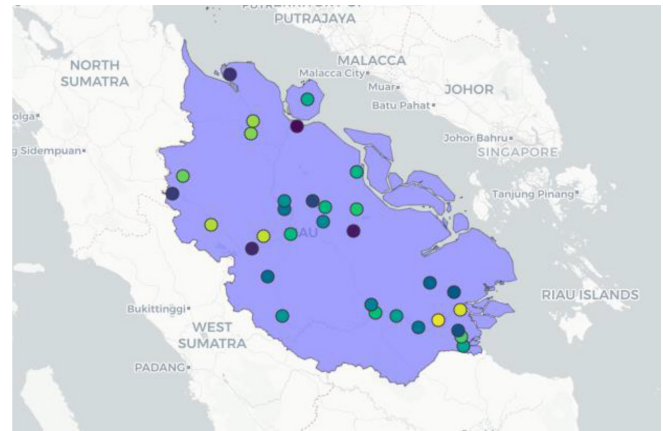 PUTRAJAYA
MALACCA
Malacca City
Muar
Batu Pahat
JOHOR
Johor Bahru
SINGAPORE
NORTH
SUMATRA
Tanjung Pinang
AU
RIAU ISLANDS
Bukittinggi
WEST
SUMATRA
PADANG
Sidempuan